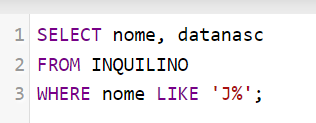 1 SELECT nome, datanasc
2 FROM INQUILINO
3 WHERE nome LIKE 'J%';